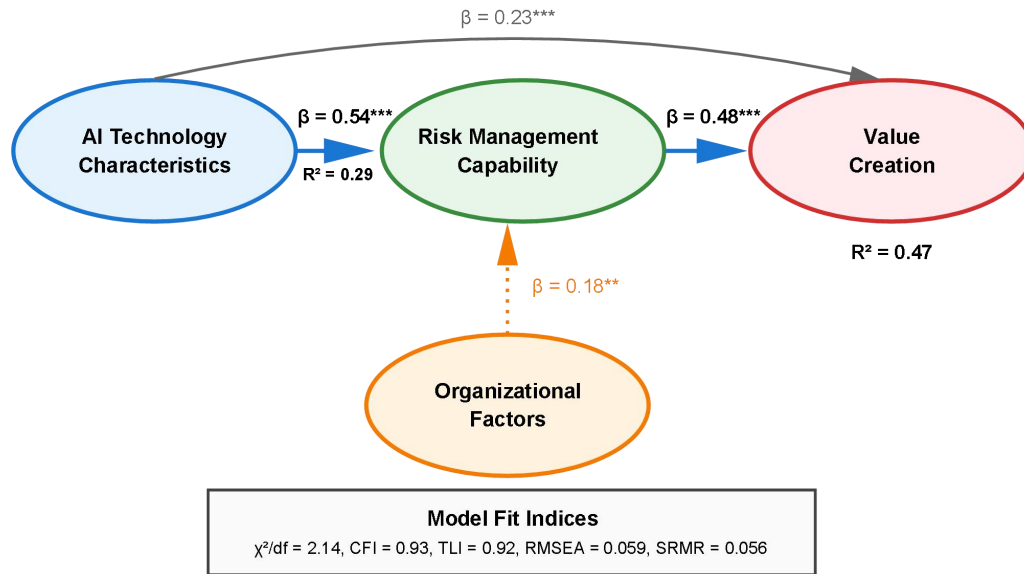 β = 0.23***
AI Technology
Characteristics
β = 0.54***
R² = 0.29
Risk Management
Capability
β = 0.48***
Value
Creation
R² = 0.47
β = 0.18**
Organizational
Factors
Model Fit Indices
χ²/df = 2.14, CFI = 0.93, TLI = 0.92, RMSEA = 0.059, SRMR = 0.056